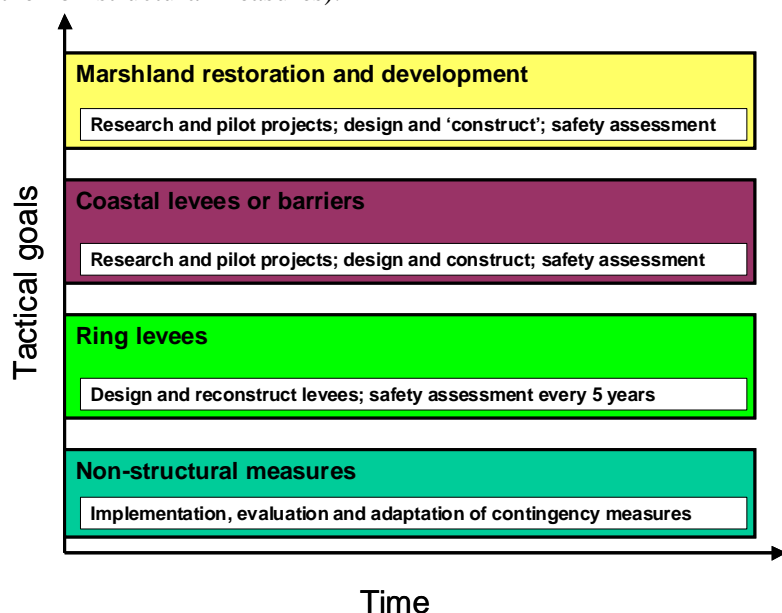 structural measures).
Marshland restoration and development
Research and pilot projects; design and ‘construct’; safety assessment
Coastal levees or barriers
Research and pilot projects; design and construct; safety assessment
Ring levees
Design and reconstruct levees; safety assessment every 5 years
Non-structural measures
Implementation, evaluation and adaptation of contingency measures
Tactical goals
Time